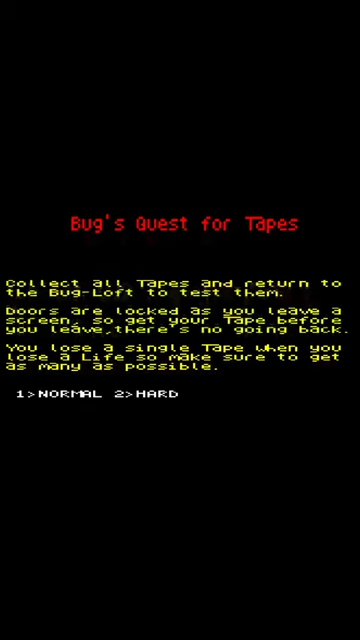 Bug's Quest for Tapes
Collect all Tapes and return to
the Bug-Loft to test them.
Doors are locked as you leave a
screen, so get your Tape before
you leave,there's no going back.
You lose a single Tape when you
lose a Life so make sure to get
as many as possible.
1>NORMAL 2>HARD